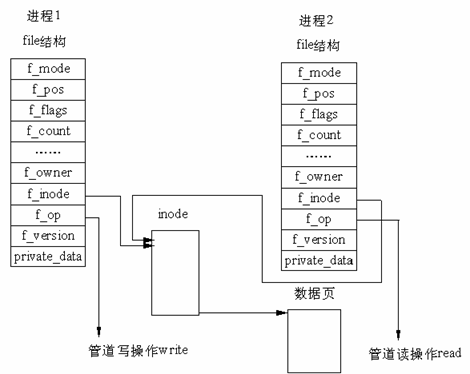 进程1
file结构
f_mode
f_pos
f_flags
f_count
……
f_owner
f_inode
f_op
f_version
private_data
管道写操作write
inode
进程2
file结构
f_mode
f_pos
f_flags
f_count
……
f_owner
f_inode
f_op
f_version
private_data
数据页
管道读操作read